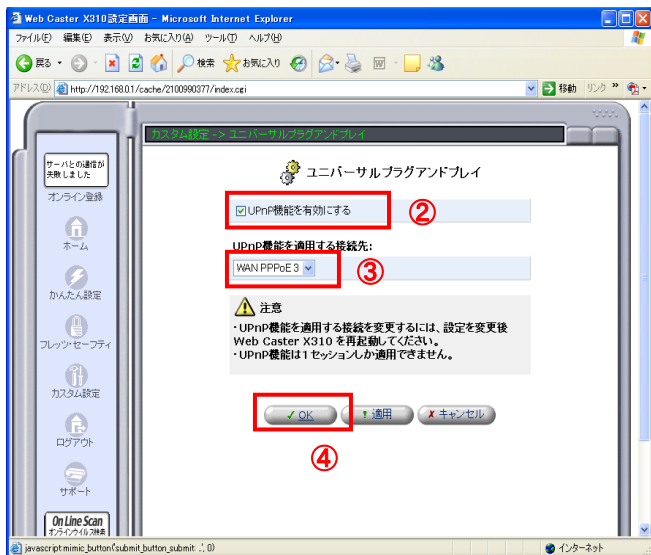 Web Caster X310設定画面 - Microsoft Internet Explorer
ファイル(F) 編集(E) 表示(V) お気に入り(A) ツール(T) ヘルプ(H)
戻る 検索 お気に入り
アドレス(D) http://192.168.0.1/cache/2100990377/index.cgi 移動 リンク »
カスタム設定 -> ユニバーサルプラグアンドプレイ
サーバとの通信が
失敗しました
オンライン登録
ホーム
かんたん設定
フレッツ・セーフティ
カスタム設定
ログアウト
サポート
On Line Scan
オンラインウイルス検索
ユニバーサルプラグアンドプレイ
UPnP機能を有効にする ②
UPnP機能を適用する接続先:
WAN PPPoE 3 ③
注意
・UPnP機能を適用する接続を変更するには、設定を変更後
Web Caster X310 を再起動してください。
・UPnP機能は1セッションしか適用できません。
OK 適用 キャンセル
④
javascript:mimic_button('submit_button_submit: .', 0) インターネット